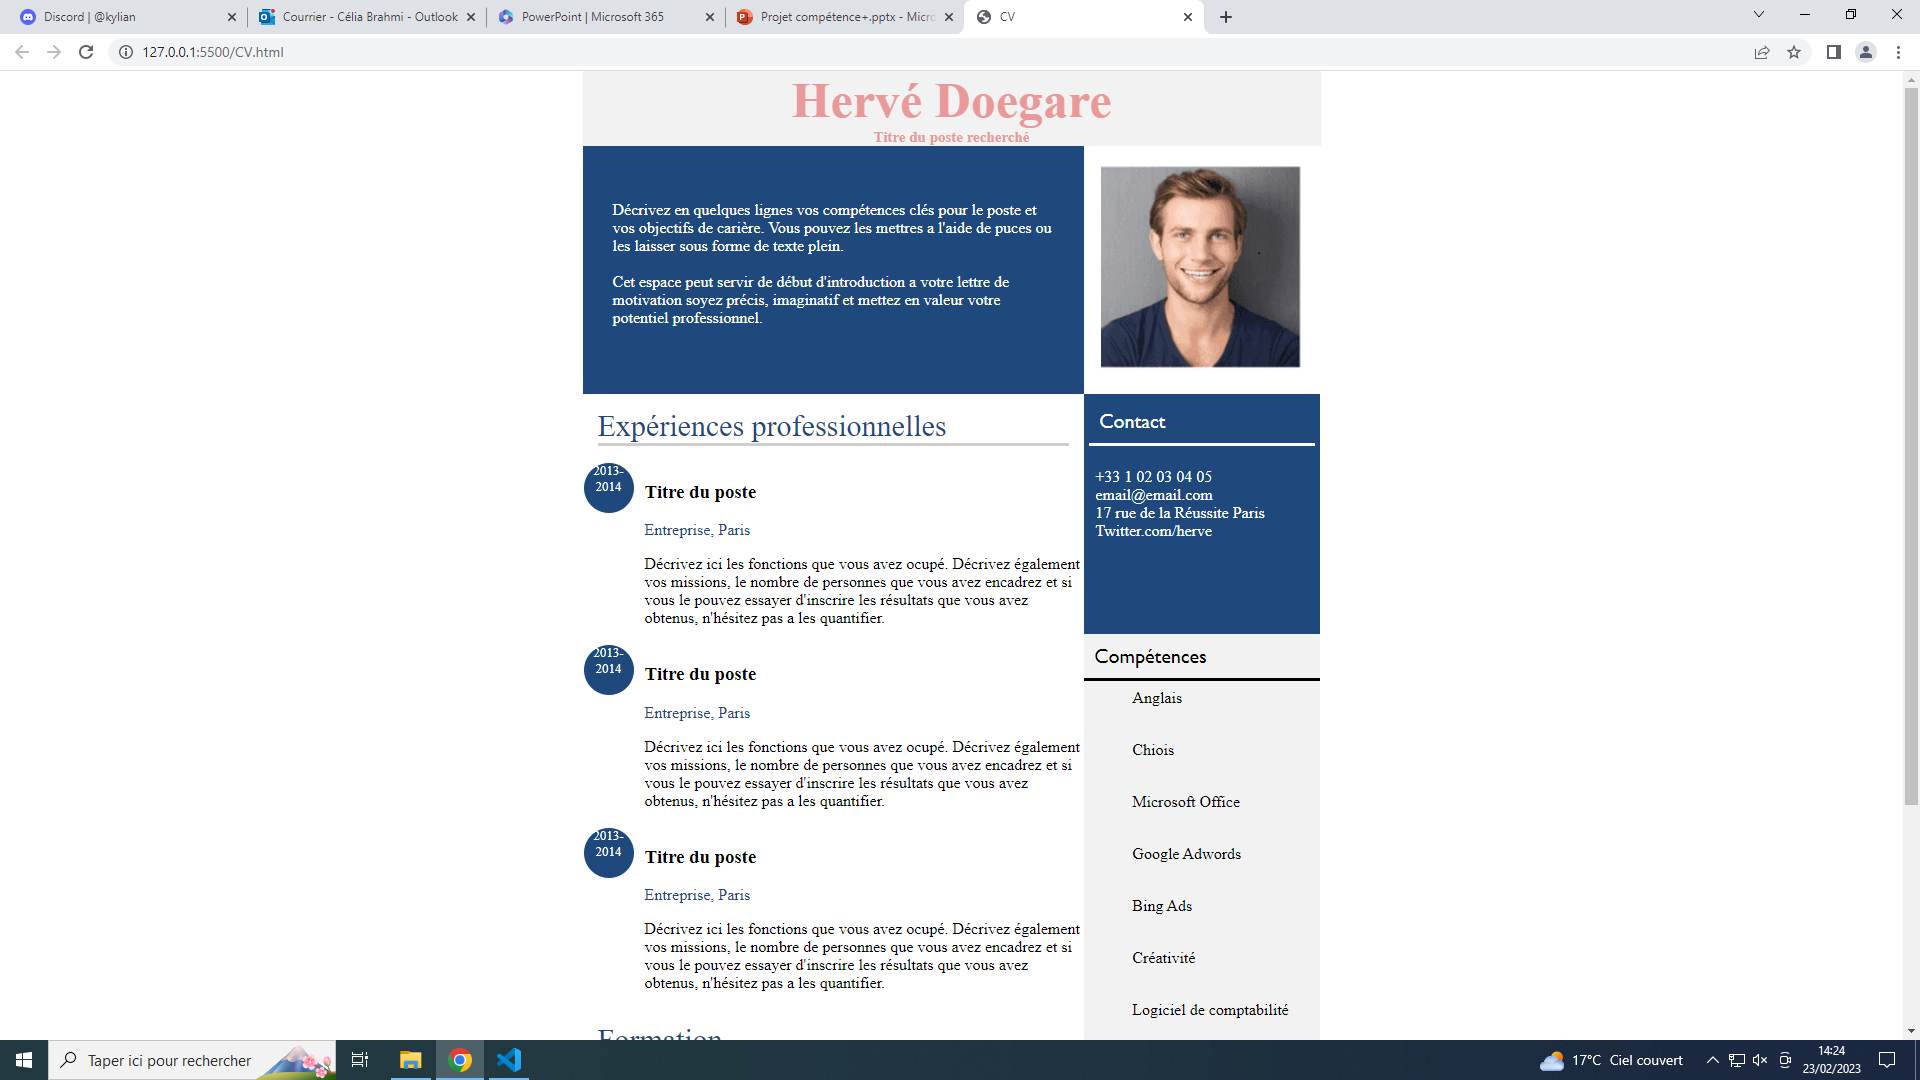 Discord | @kylian
Courrier - Célia Brahmi - Outlook
PowerPoint | Microsoft 365
Projet compétence+.pptx - Micro
CV
127.0.0.1:5500/CV.html
Hervé Doegare
Titre du poste recherché
Décrivez en quelques lignes vos compétences clés pour le poste et
vos objectifs de carière. Vous pouvez les mettres a l'aide de puces ou
les laisser sous forme de texte plein.
Cet espace peut servir de début d'introduction a votre lettre de
motivation soyez précis, imaginatif et mettez en valeur votre
potentiel professionnel.
Expériences professionnelles
2013-
2014
Titre du poste
Entreprise, Paris
Décrivez ici les fonctions que vous avez ocupé. Décrivez également
vos missions, le nombre de personnes que vous avez encadrez et si
vous le pouvez essayer d'inscrire les résultats que vous avez
obtenus, n'hésitez pas a les quantifier.
2013-
2014
Titre du poste
Entreprise, Paris
Décrivez ici les fonctions que vous avez ocupé. Décrivez également
vos missions, le nombre de personnes que vous avez encadrez et si
vous le pouvez essayer d'inscrire les résultats que vous avez
obtenus, n'hésitez pas a les quantifier.
2013-
2014
Titre du poste
Entreprise, Paris
Décrivez ici les fonctions que vous avez ocupé. Décrivez également
vos missions, le nombre de personnes que vous avez encadrez et si
vous le pouvez essayer d'inscrire les résultats que vous avez
obtenus, n'hésitez pas a les quantifier.
Formation
Contact
+33 1 02 03 04 05
email@email.com
17 rue de la Réussite Paris
Twitter.com/herve
Compétences
Anglais
Chiois
Microsoft Office
Google Adwords
Bing Ads
Créativité
Logiciel de comptabilité
Taper ici pour rechercher
17°C Ciel couvert
14:24
23/02/2023